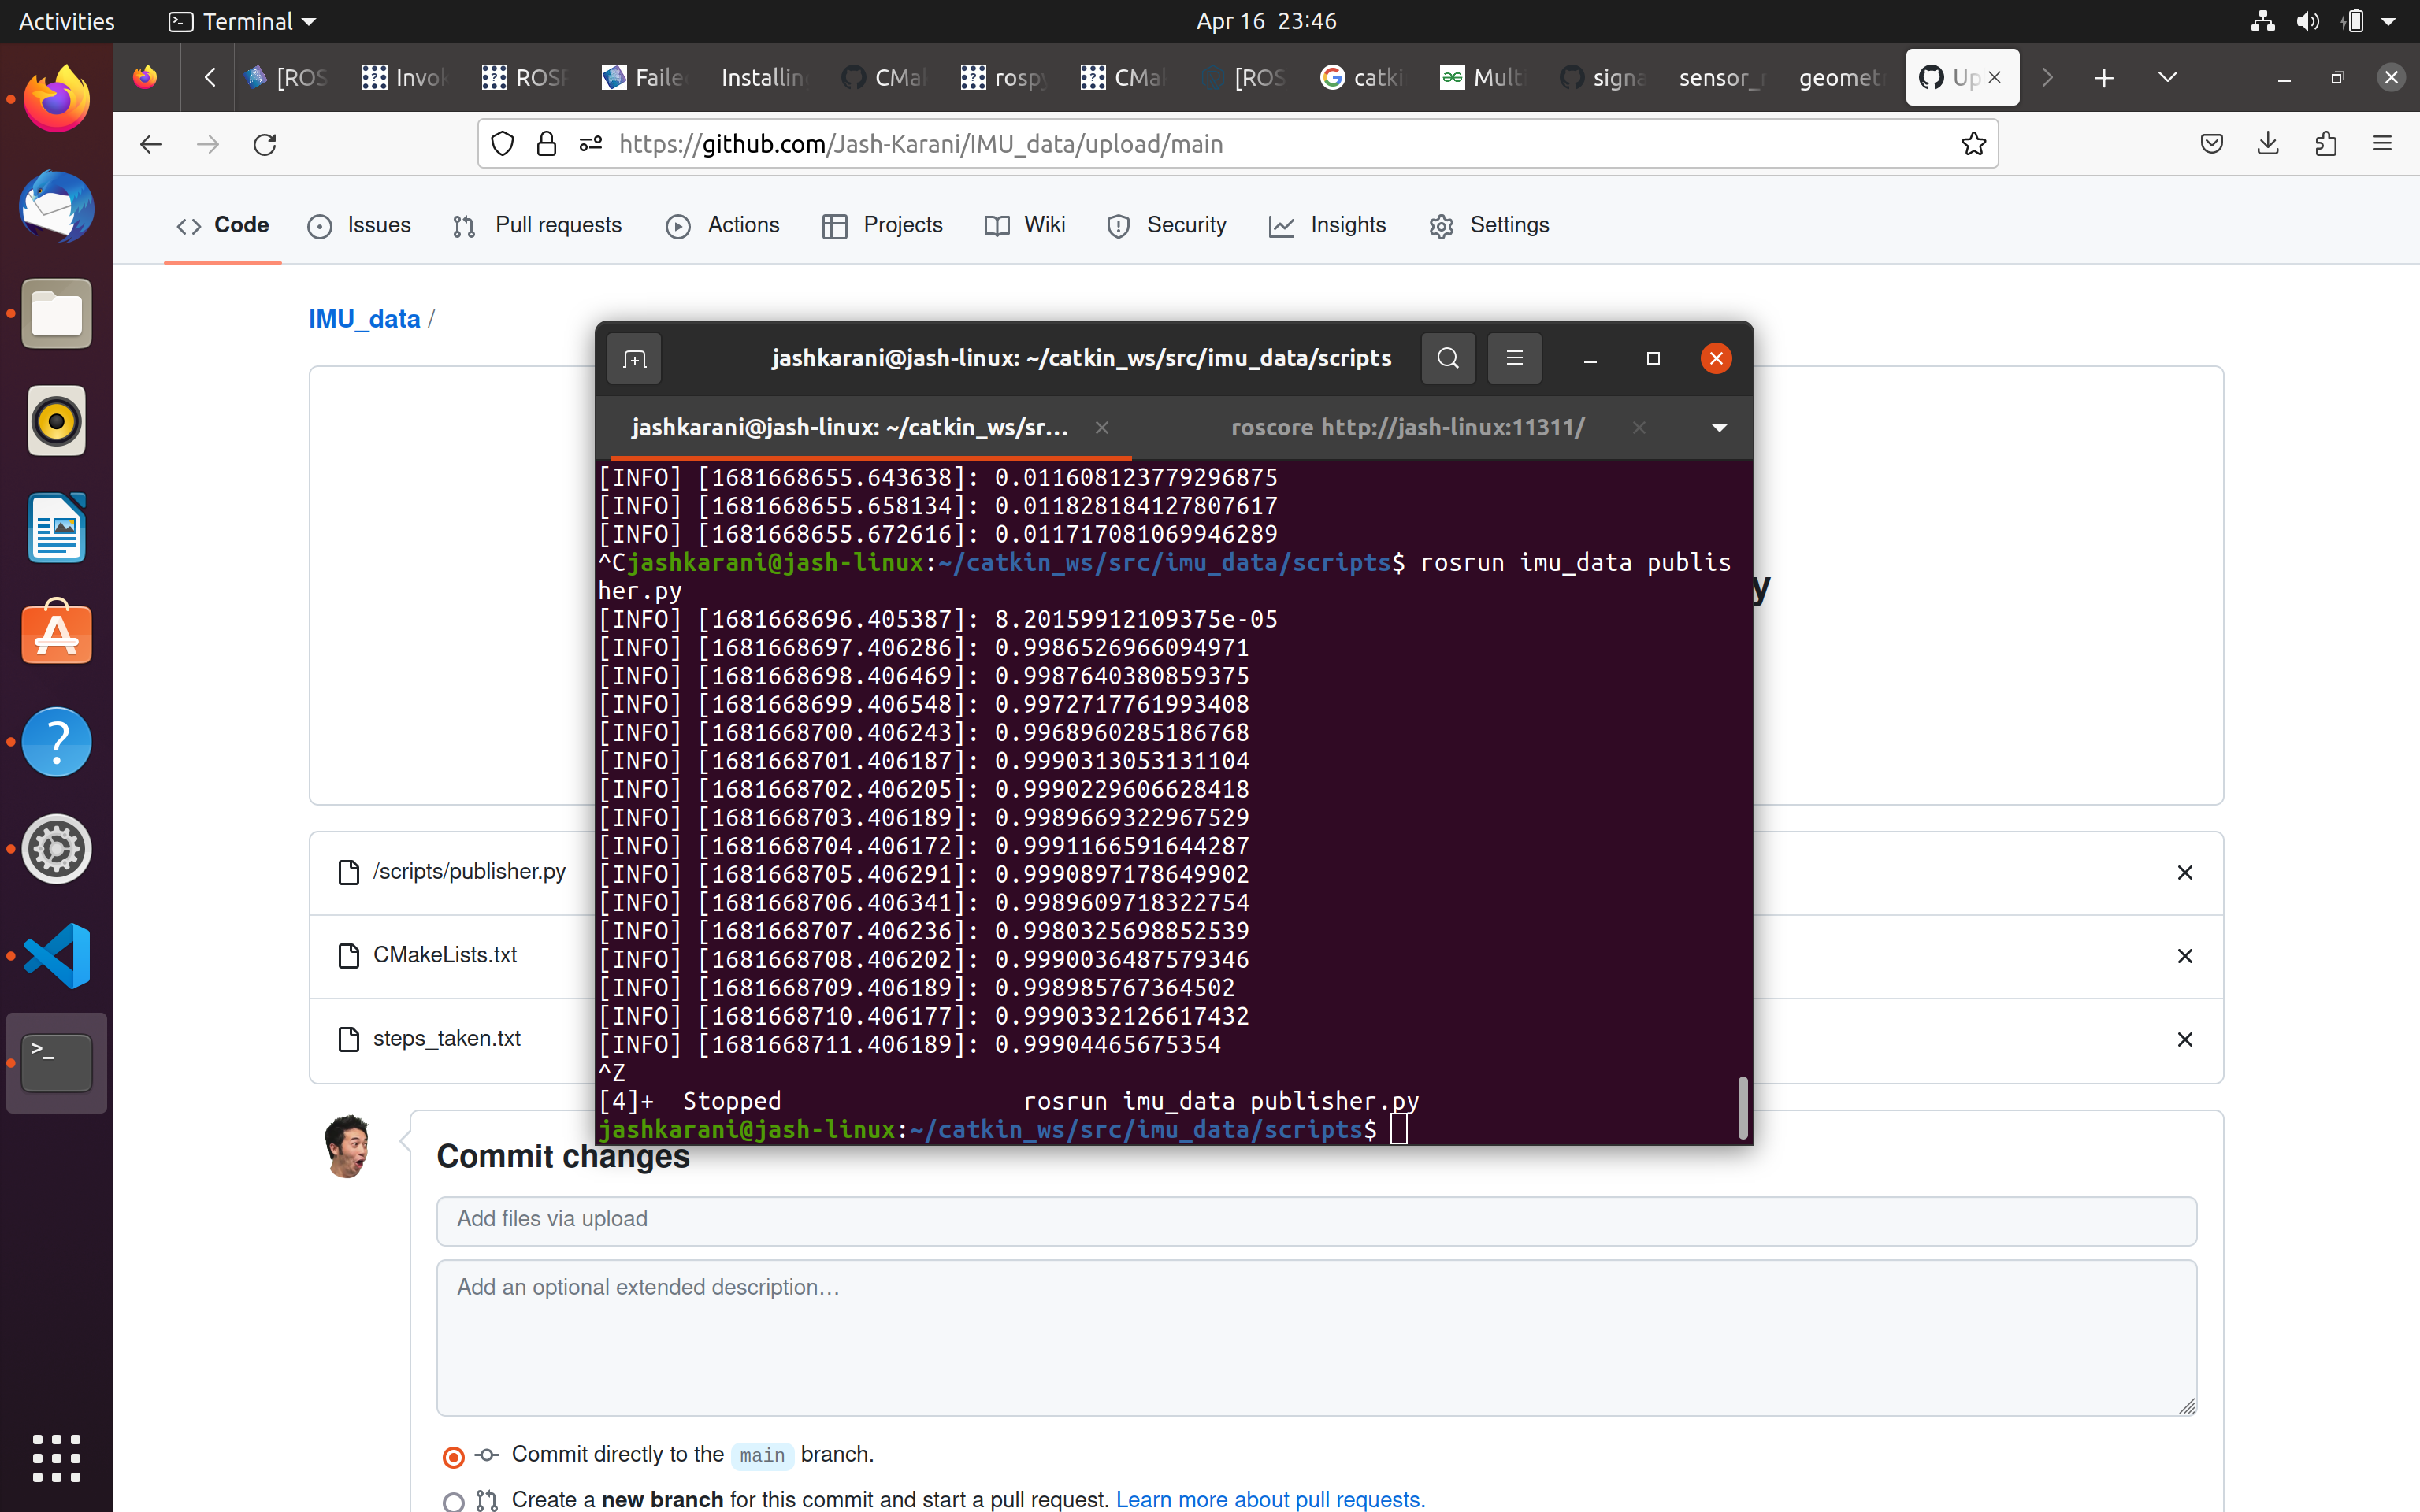 Activities Terminal Apr 16 23:46
[ROS Invok ROSP Faile Installin CMak rospy CMak [ROS catki Mult signa sensor_r geomet Up
https://github.com/Jash-Karani/IMU_data/upload/main
Code Issues Pull requests Actions Projects Wiki Security Insights Settings
IMU_data /
jashkarani@jash-linux: ~/catkin_ws/src/imu_data/scripts
jashkarani@jash-linux: ~/catkin_ws/sr... roscore http://jash-linux:11311/
[INFO] [1681668655.643638]: 0.011608123779296875
[INFO] [1681668655.658134]: 0.011828184127807617
[INFO] [1681668655.672616]: 0.011717081069946289
^Cjashkarani@jash-linux:~/catkin_ws/src/imu_data/scripts$ rosrun imu_data publis
her.py
y
[INFO] [1681668696.405387]: 8.20159912109375e-05
[INFO] [1681668697.406286]: 0.9986526966094971
[INFO] [1681668698.406469]: 0.9987640380859375
[INFO] [1681668699.406548]: 0.9972717761993408
[INFO] [1681668700.406243]: 0.9968960285186768
[INFO] [1681668701.406187]: 0.9990313053131104
[INFO] [1681668702.406205]: 0.9990229606628418
[INFO] [1681668703.406189]: 0.9989669322967529
[INFO] [1681668704.406172]: 0.9991166591644287
[INFO] [1681668705.406291]: 0.9990897178649902
[INFO] [1681668706.406341]: 0.9989609718322754
[INFO] [1681668707.406236]: 0.9980325698852539
[INFO] [1681668708.406202]: 0.9990036487579346
[INFO] [1681668709.406189]: 0.998985767364502
[INFO] [1681668710.406177]: 0.9990332126617432
[INFO] [1681668711.406189]: 0.99904465675354
^Z
[4]+ Stopped rosrun imu_data publisher.py
jashkarani@jash-linux:~/catkin_ws/src/imu_data/scripts$
/scripts/publisher.py
CMakeLists.txt
steps_taken.txt
Commit changes
Add files via upload
Add an optional extended description…
Commit directly to the main branch.
Create a new branch for this commit and start a pull request. Learn more about pull requests.